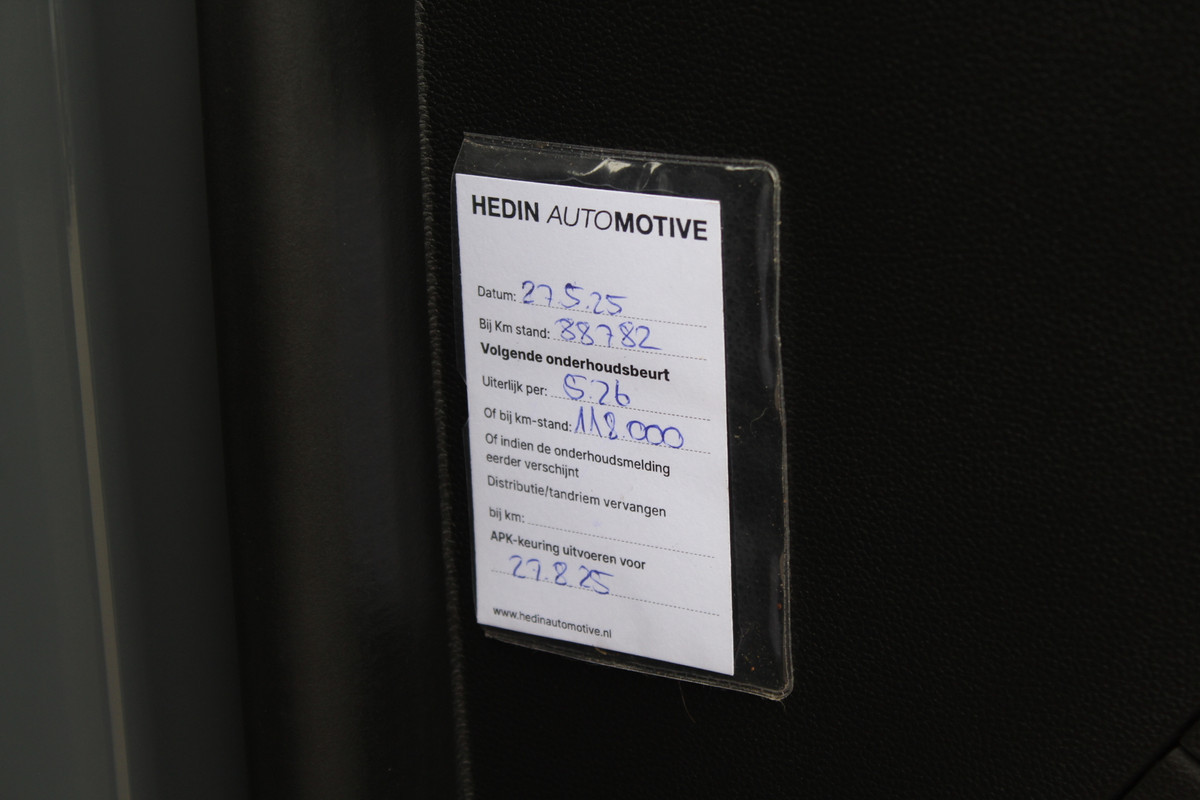 HEDIN AUTOMOTIVE
Datum: 27.5.25
Bij Km stand: 88782
Volgende onderhoudsbeurt
Uiterlijk per: 5.26
Of bij km-stand: 118.000
Of indien de onderhoudsmelding
eerder verschijnt
Distributie/tandriem vervangen
bij km:
APK-keuring uitvoeren voor
27.8.25
www.hedinautomotive.nl